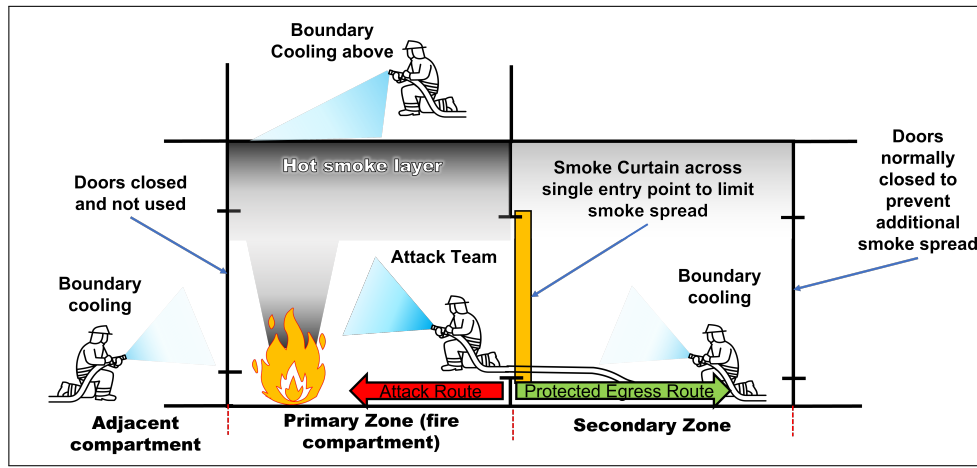 Boundary
Cooling above
Hot smoke layer
Doors closed
and not used
Smoke Curtain across
single entry point to limit
smoke spread
Doors
normally
closed to
prevent
additional
smoke spread
Attack Team
Boundary
cooling
Boundary
cooling
Attack Route
Protected Egress Route
Adjacent
compartment
Primary Zone (fire
compartment)
Secondary Zone